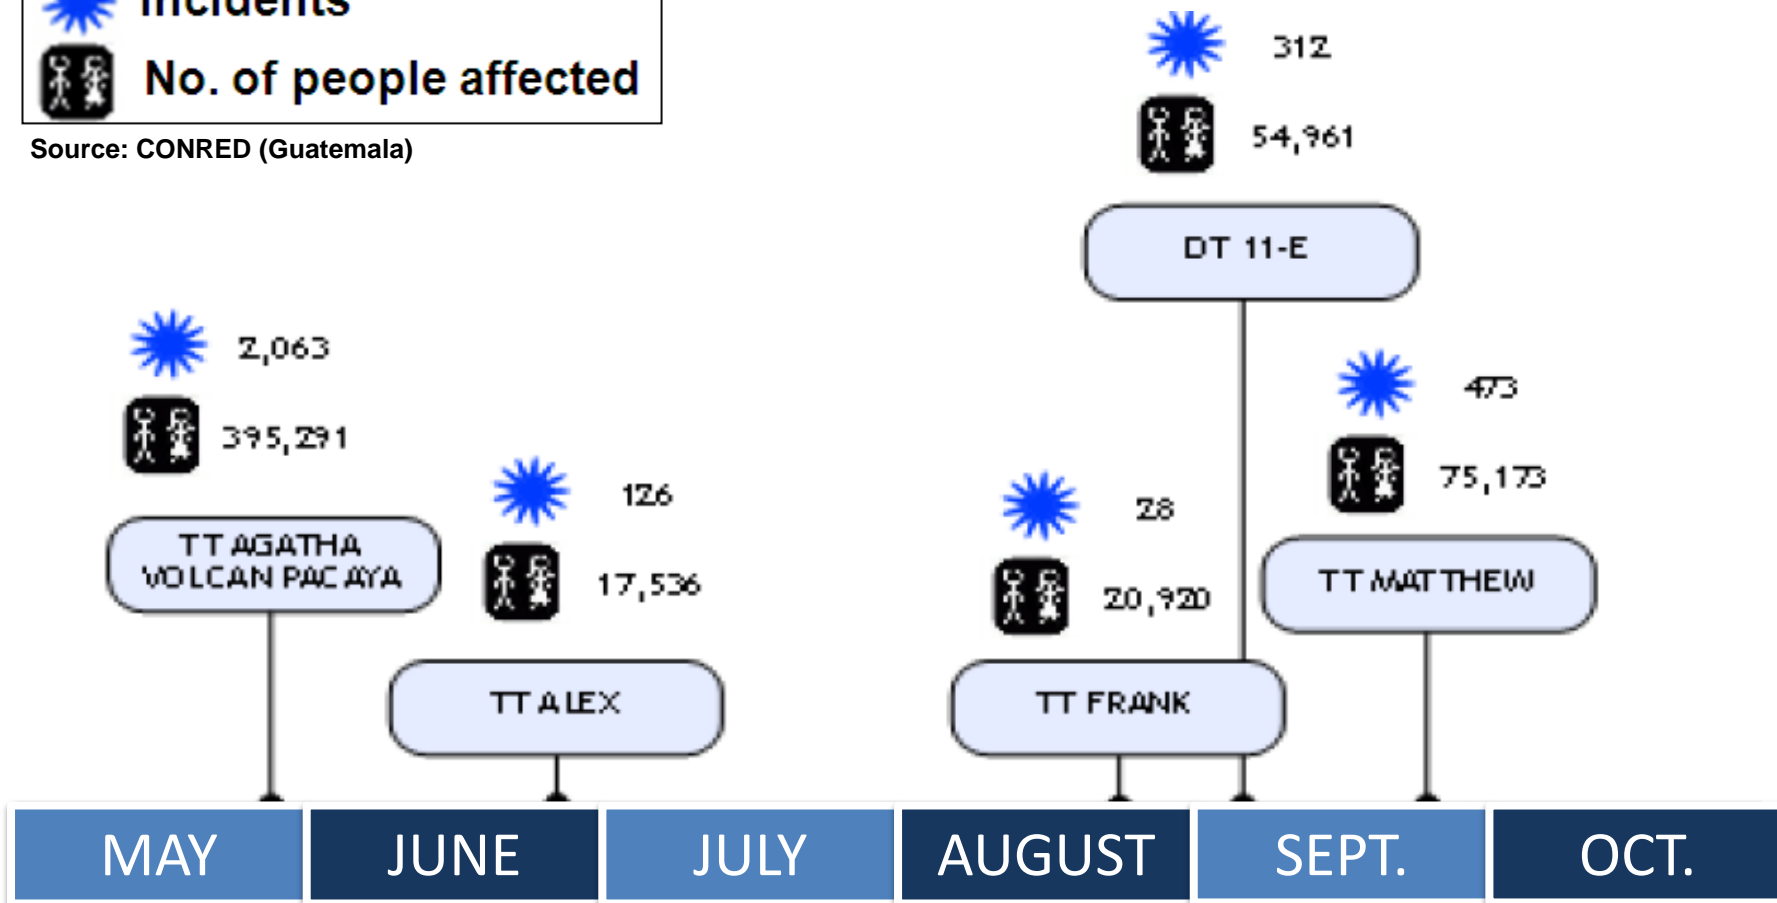 Incidents
No. of people affected
Source: CONRED (Guatemala)
312
54,961
DT 11-E
2,063
395,291
TT AGATHA
VOLCAN PACAYA
126
17,536
TT ALEX
28
20,920
TT FRANK
473
75,173
TT MATTHEW
MAY JUNE JULY AUGUST SEPT. OCT.